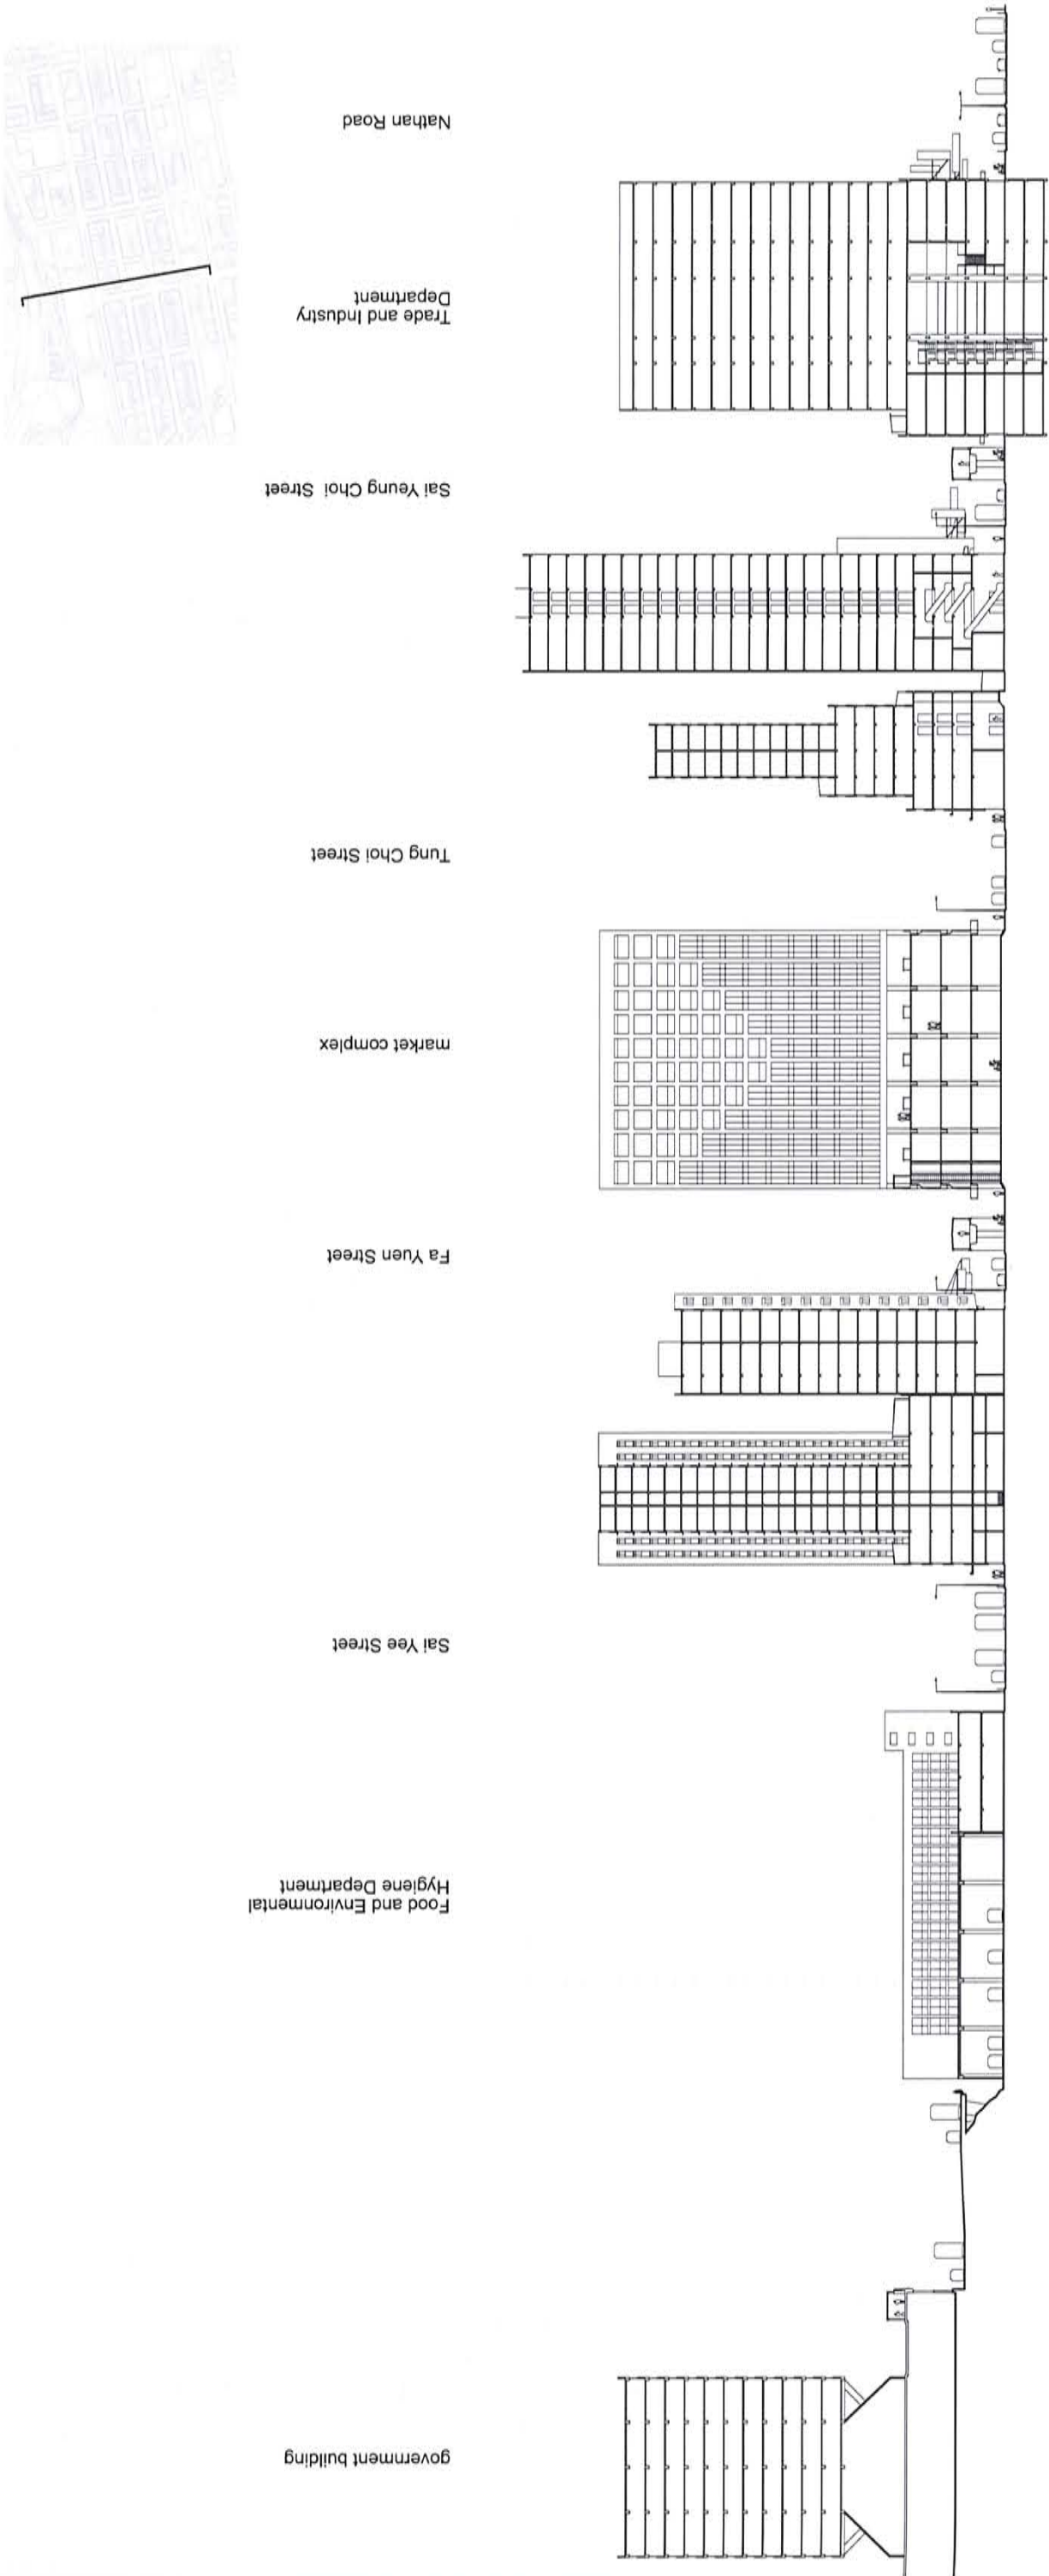 government building
Food and Environmental
Hygiene Department
Sai Yee Street
Fa Yuen Street
market complex
Tung Choi Street
Sai Yeung Choi Street
Trade and Industry
Department
Nathan Road